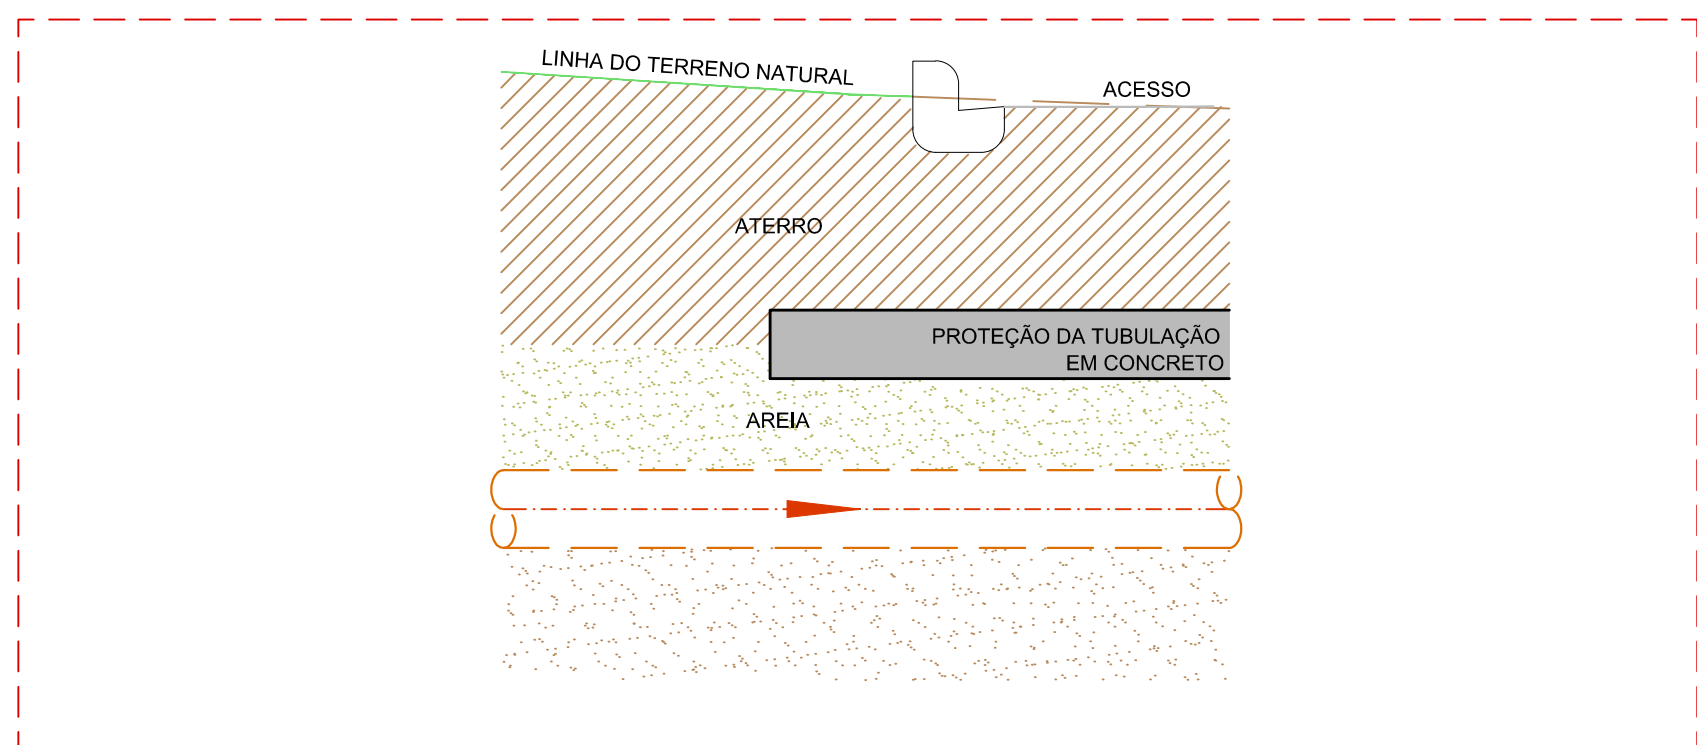 LINHA DO TERRENO NATURAL
ACESSO
ATERRO
PROTEÇÃO DA TUBULAÇÃO
EM CONCRETO
AREIA